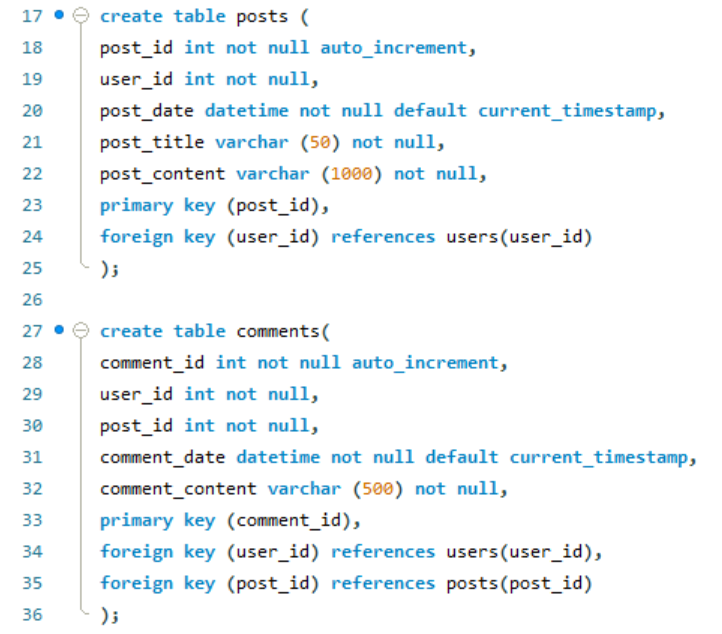 17 create table posts (
18 post_id int not null auto_increment,
19 user_id int not null,
20 post_date datetime not null default current_timestamp,
21 post_title varchar (50) not null,
22 post_content varchar (1000) not null,
23 primary key (post_id),
24 foreign key (user_id) references users(user_id)
25 );
26
27 create table comments(
28 comment_id int not null auto_increment,
29 user_id int not null,
30 post_id int not null,
31 comment_date datetime not null default current_timestamp,
32 comment_content varchar (500) not null,
33 primary key (comment_id),
34 foreign key (user_id) references users(user_id),
35 foreign key (post_id) references posts(post_id)
36 );